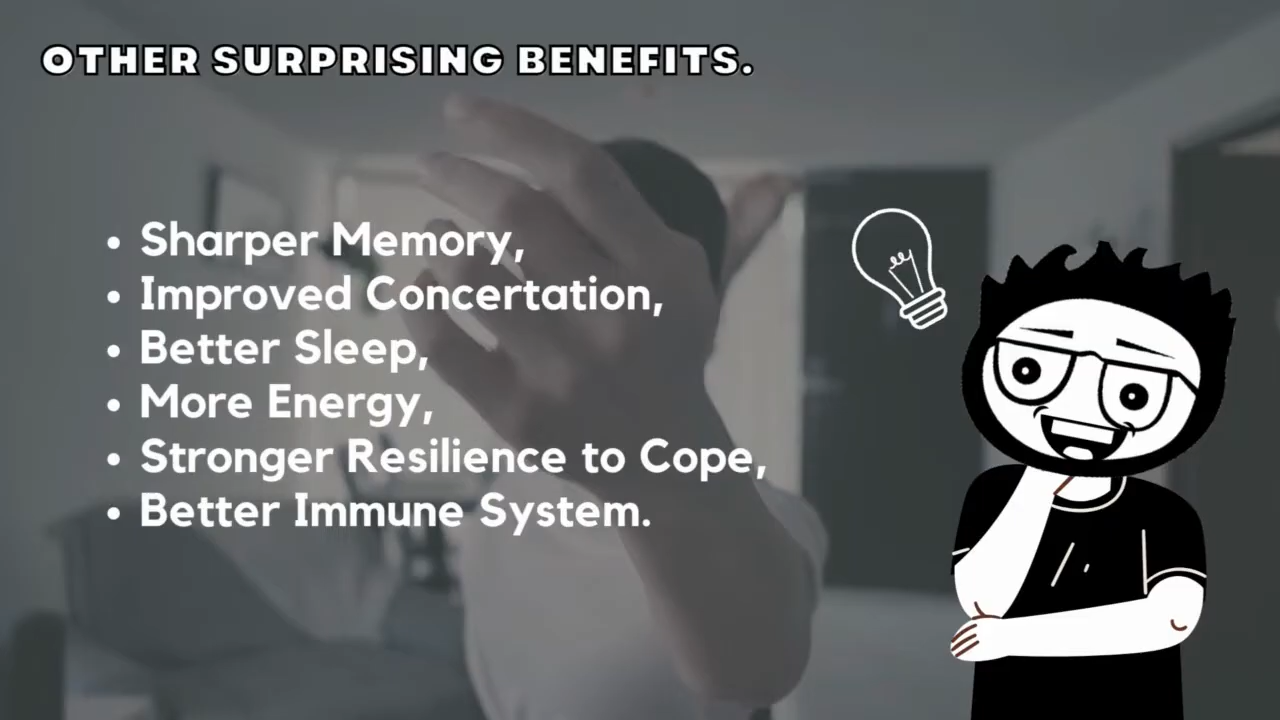 OTHER SURPRISING BENEFITS.
• Sharper Memory,
• Improved Concertation,
• Better Sleep,
• More Energy,
• Stronger Resilience to Cope,
• Better Immune System.